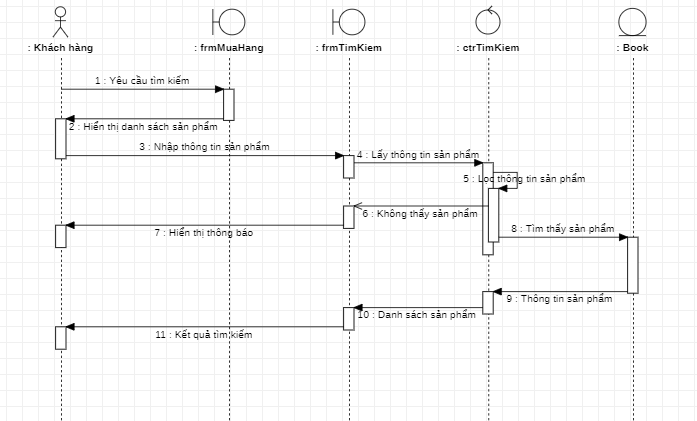 : Khách hàng
: frmMuaHang
: frmTimKiem
: ctrTimKiem
: Book
1 : Yêu cầu tìm kiếm
2 : Hiển thị danh sách sản phẩm
3 : Nhập thông tin sản phẩm
4 : Lấy thông tin sản phẩm
5 : Lọc thông tin sản phẩm
6 : Không thấy sản phẩm
7 : Hiển thị thông báo
8 : Tìm thấy sản phẩm
9 : Thông tin sản phẩm
10 : Danh sách sản phẩm
11 : Kết quả tìm kiếm